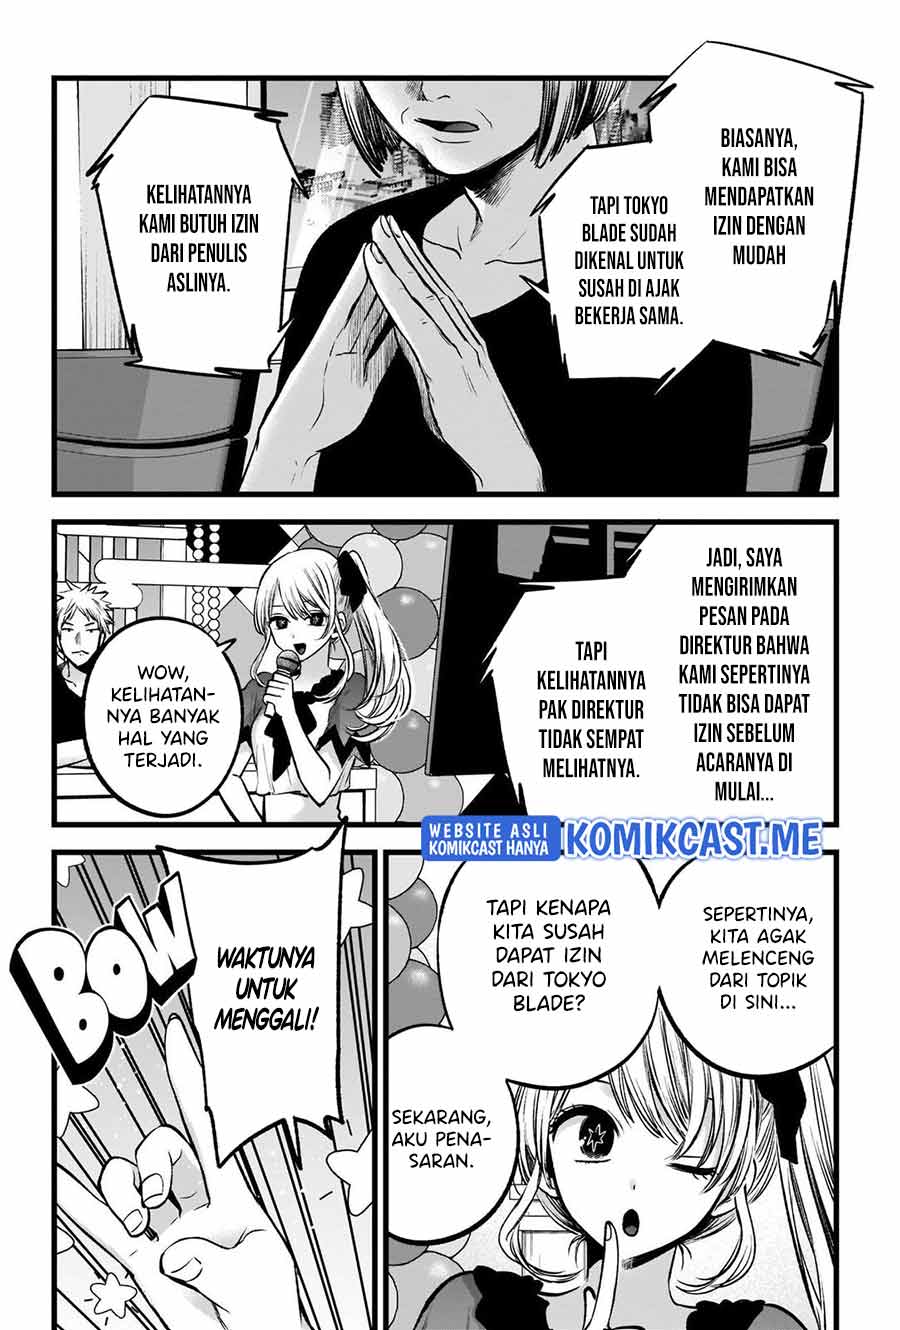 BIASANYA,
KAMI BISA
MENDAPATKAN
IZIN DENGAN
MUDAH
TAPI TOKYO
BLADE SUDAH
DIKENAL UNTUK
SUSAH DI AJAK
BEKERJA SAMA.
KELIHATANNYA
KAMI BUTUH IZIN
DARI PENULIS
ASLINYA.
JADI, SAYA
MENGIRIMKAN
PESAN PADA
DIREKTUR BAHWA
KAMI SEPERTINYA
TIDAK BISA DAPAT
IZIN SEBELUM
ACARANYA DI
MULAI...
TAPI
KELIHATANNYA
PAK DIREKTUR
TIDAK SEMPAT
MELIHATNYA.
WOW,
KELIHATAN-
NYA BANYAK
HAL YANG
TERJADI.
WEBSITE ASLI
KOMIKCAST HANYA
KOMIKCAST.ME
SEPERTINYA,
KITA AGAK
MELENCENG
DARI TOPIK
DI SINI...
TAPI KENAPA
KITA SUSAH
DAPAT IZIN
DARI TOKYO
BLADE?
SEKARANG,
AKU PENA-
SARAN.
WAKTUNYA
UNTUK
MENGGALI!
BOW